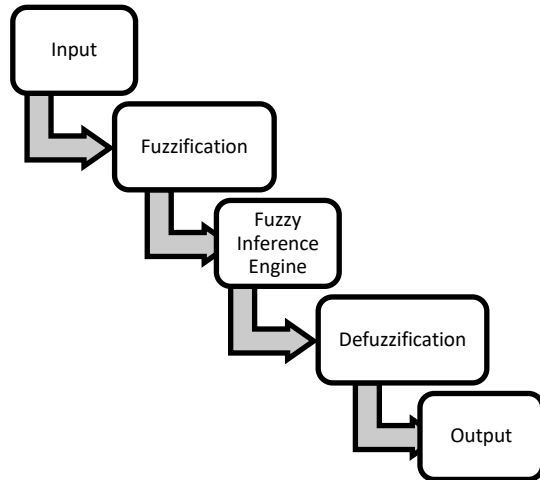 Input
Fuzzification
Fuzzy
Inference
Engine
Defuzzification
Output